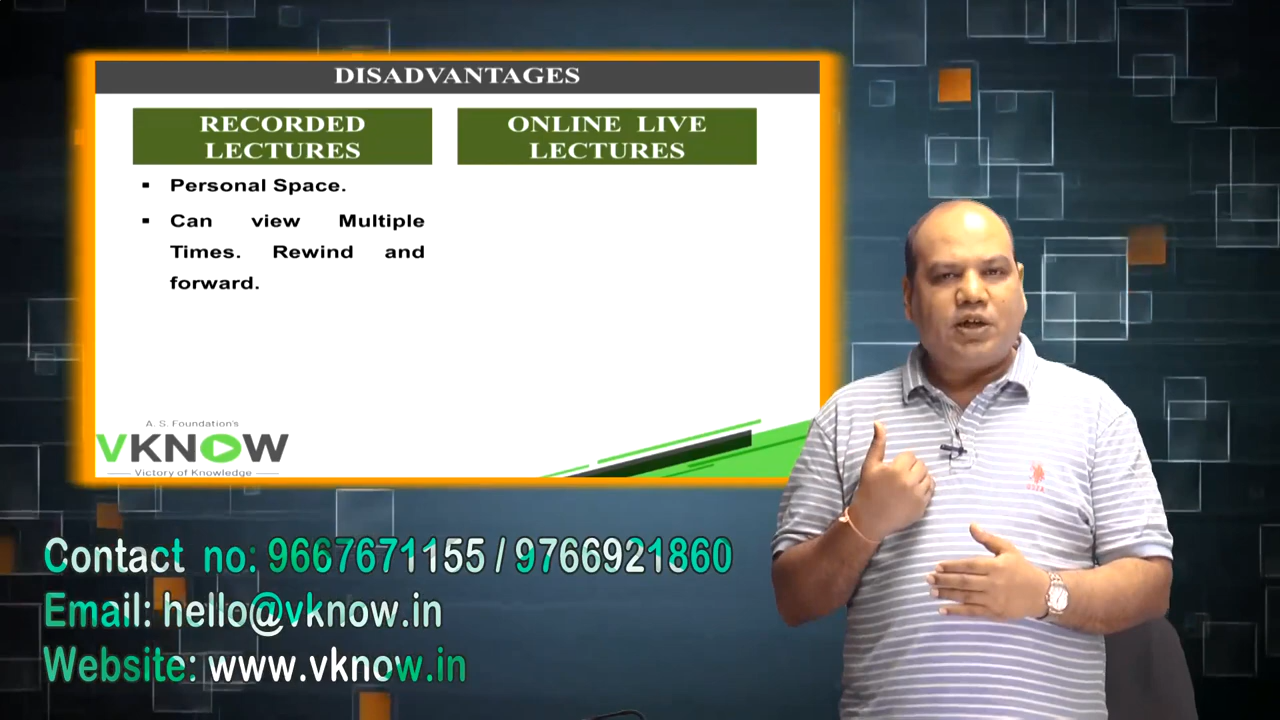 DISADVANTAGES
RECORDED
LECTURES
▪ Personal Space.
▪ Can view Multiple
Times. Rewind and
forward.
ONLINE LIVE
LECTURES
A. S. Foundation's
VKNOW
Victory of Knowledge
Contact no: 9667671155 / 9766921860
Email: hello@vknow.in
Website: www.vknow.in